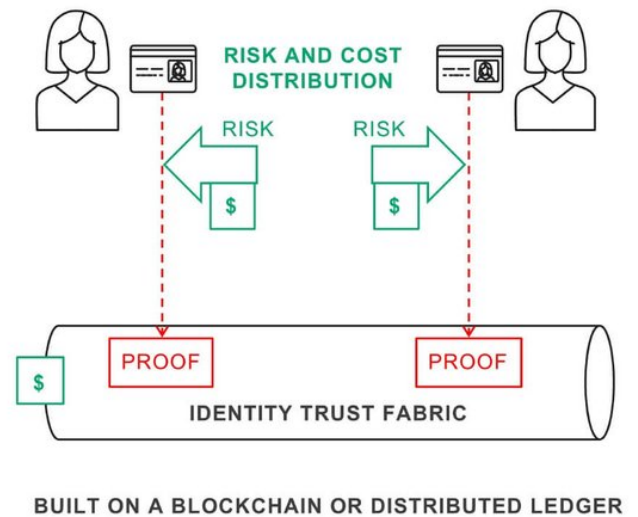 RISK AND COST
DISTRIBUTION
RISK
RISK
$
$
PROOF
PROOF
$
IDENTITY TRUST FABRIC
BUILT ON A BLOCKCHAIN OR DISTRIBUTED LEDGER